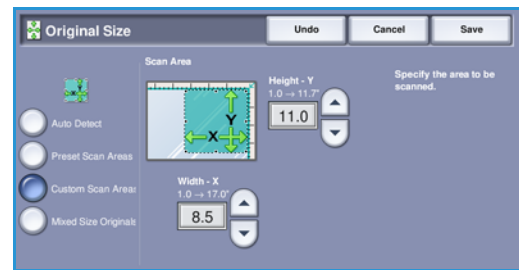 Original Size
Undo
Cancel
Save
Scan Area
Auto Detect
Preset Scan Areas
Custom Scan Areas
Mixed Size Originals
Y
X
Height - Y
1.0 → 11.7"
11.0
Width - X
1.0 → 17.0"
8.5
Specify the area to be
scanned.